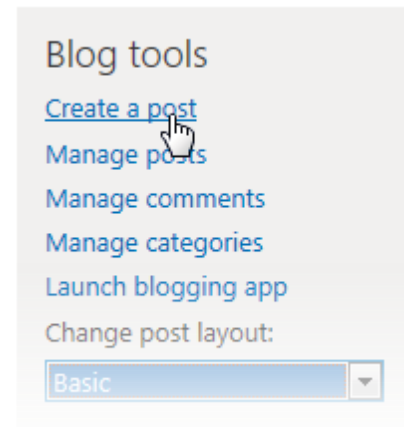 Blog tools
Create a post
Manage posts
Manage comments
Manage categories
Launch blogging app
Change post layout:
Basic